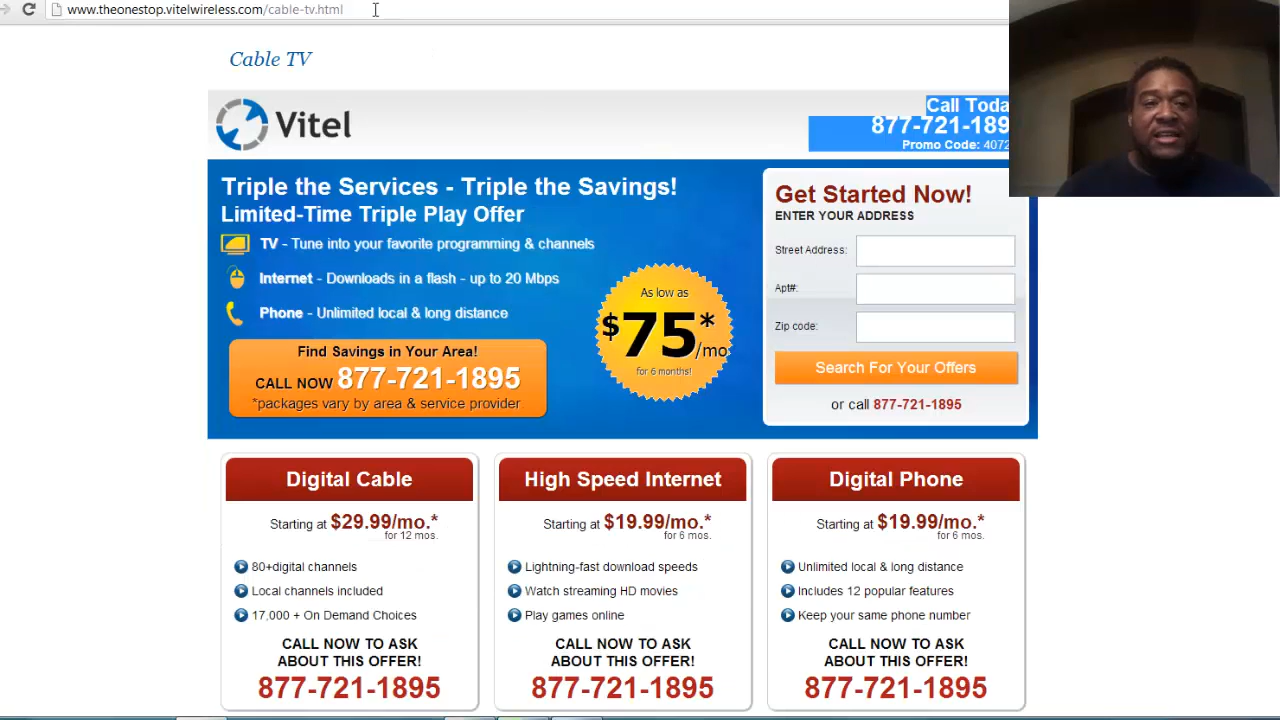 www.theonestop.vitelwireless.com/cable-tv.html
Cable TV
Vitel
Call Toda
877-721-189
Promo Code: 4072
Triple the Services - Triple the Savings!
Limited-Time Triple Play Offer
TV - Tune into your favorite programming & channels
Internet - Downloads in a flash - up to 20 Mbps
Phone - Unlimited local & long distance
Find Savings in Your Area!
CALL NOW 877-721-1895
*packages vary by area & service provider
As low as
$75*/mo
for 6 months!
Get Started Now!
ENTER YOUR ADDRESS
Street Address:
Apt#:
Zip code:
Search For Your Offers
or call 877-721-1895
Digital Cable
Starting at $29.99/mo.*
for 12 mos.
80+digital channels
Local channels included
17,000 + On Demand Choices
CALL NOW TO ASK
ABOUT THIS OFFER!
877-721-1895
High Speed Internet
Starting at $19.99/mo.*
for 6 mos.
Lightning-fast download speeds
Watch streaming HD movies
Play games online
CALL NOW TO ASK
ABOUT THIS OFFER!
877-721-1895
Digital Phone
Starting at $19.99/mo.*
for 6 mos.
Unlimited local & long distance
Includes 12 popular features
Keep your same phone number
CALL NOW TO ASK
ABOUT THIS OFFER!
877-721-1895